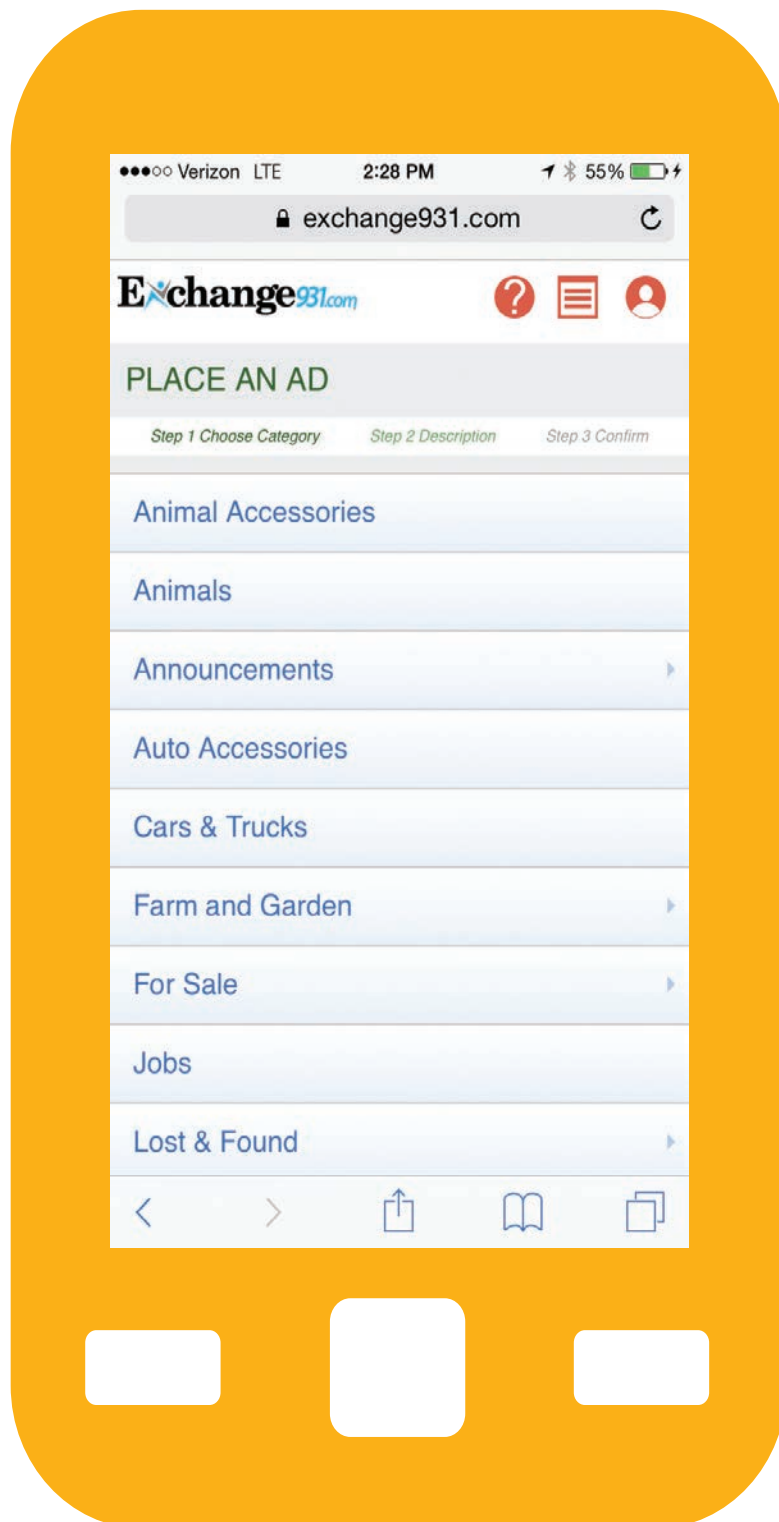 Verizon LTE 2:28 PM 55%
exchange931.com
Exchange931.com
?
PLACE AN AD
Step 1 Choose Category Step 2 Description Step 3 Confirm
Animal Accessories
Animals
Announcements
Auto Accessories
Cars & Trucks
Farm and Garden
For Sale
Jobs
Lost & Found